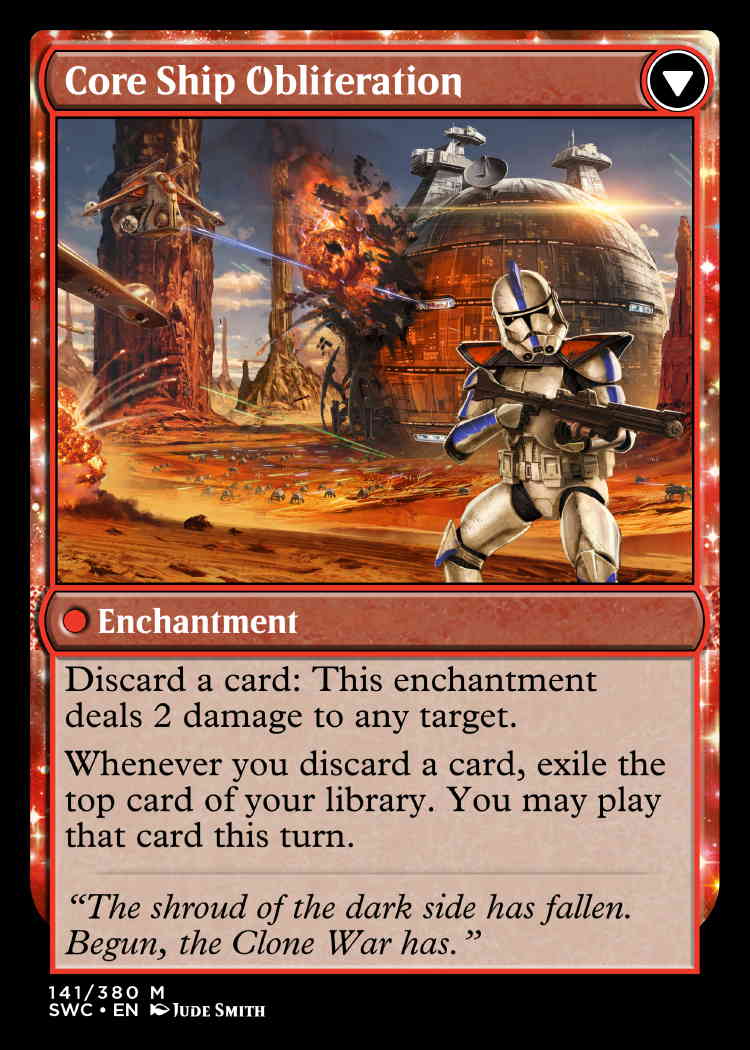 Core Ship Obliteration
Enchantment
Discard a card: This enchantment
deals 2 damage to any target.
Whenever you discard a card, exile the
top card of your library. You may play
that card this turn.
“The shroud of the dark side has fallen.
Begun, the Clone War has.”
141/380 M
SWC • EN Jude Smith